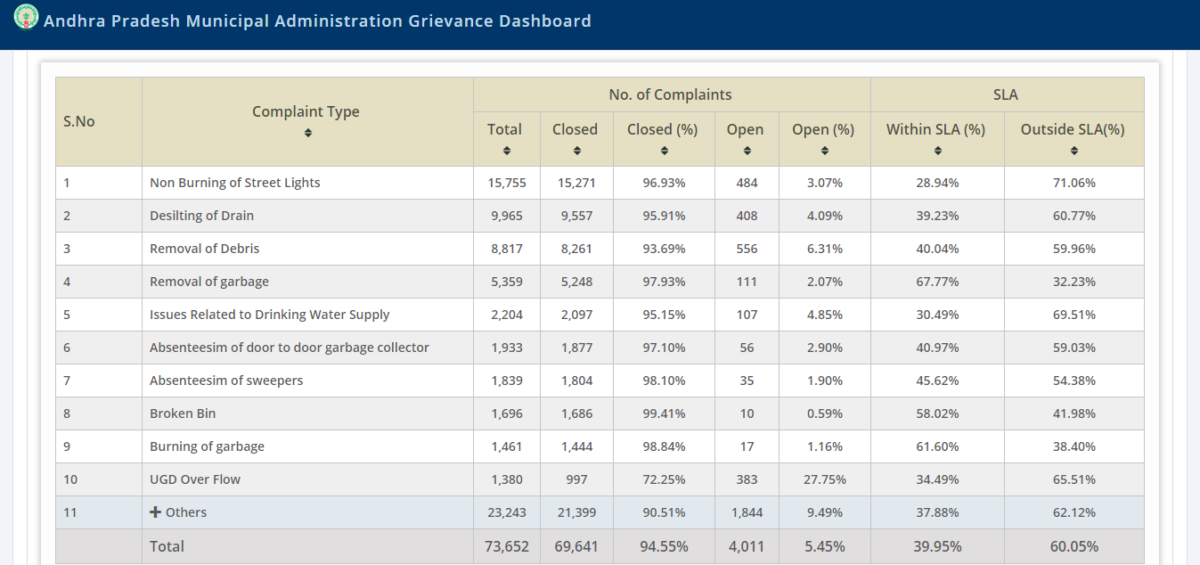 Andhra Pradesh Municipal Administration Grievance Dashboard
S.No Complaint Type No. of Complaints SLA
Total Closed Closed (%) Open Open (%) Within SLA (%) Outside SLA(%)
1 Non Burning of Street Lights 15,755 15,271 96.93% 484 3.07% 28.94% 71.06%
2 Desilting of Drain 9,965 9,557 95.91% 408 4.09% 39.23% 60.77%
3 Removal of Debris 8,817 8,261 93.69% 556 6.31% 40.04% 59.96%
4 Removal of garbage 5,359 5,248 97.93% 111 2.07% 67.77% 32.23%
5 Issues Related to Drinking Water Supply 2,204 2,097 95.15% 107 4.85% 30.49% 69.51%
6 Absenteesim of door to door garbage collector 1,933 1,877 97.10% 56 2.90% 40.97% 59.03%
7 Absenteesim of sweepers 1,839 1,804 98.10% 35 1.90% 45.62% 54.38%
8 Broken Bin 1,696 1,686 99.41% 10 0.59% 58.02% 41.98%
9 Burning of garbage 1,461 1,444 98.84% 17 1.16% 61.60% 38.40%
10 UGD Over Flow 1,380 997 72.25% 383 27.75% 34.49% 65.51%
11 + Others 23,243 21,399 90.51% 1,844 9.49% 37.88% 62.12%
Total 73,652 69,641 94.55% 4,011 5.45% 39.95% 60.05%